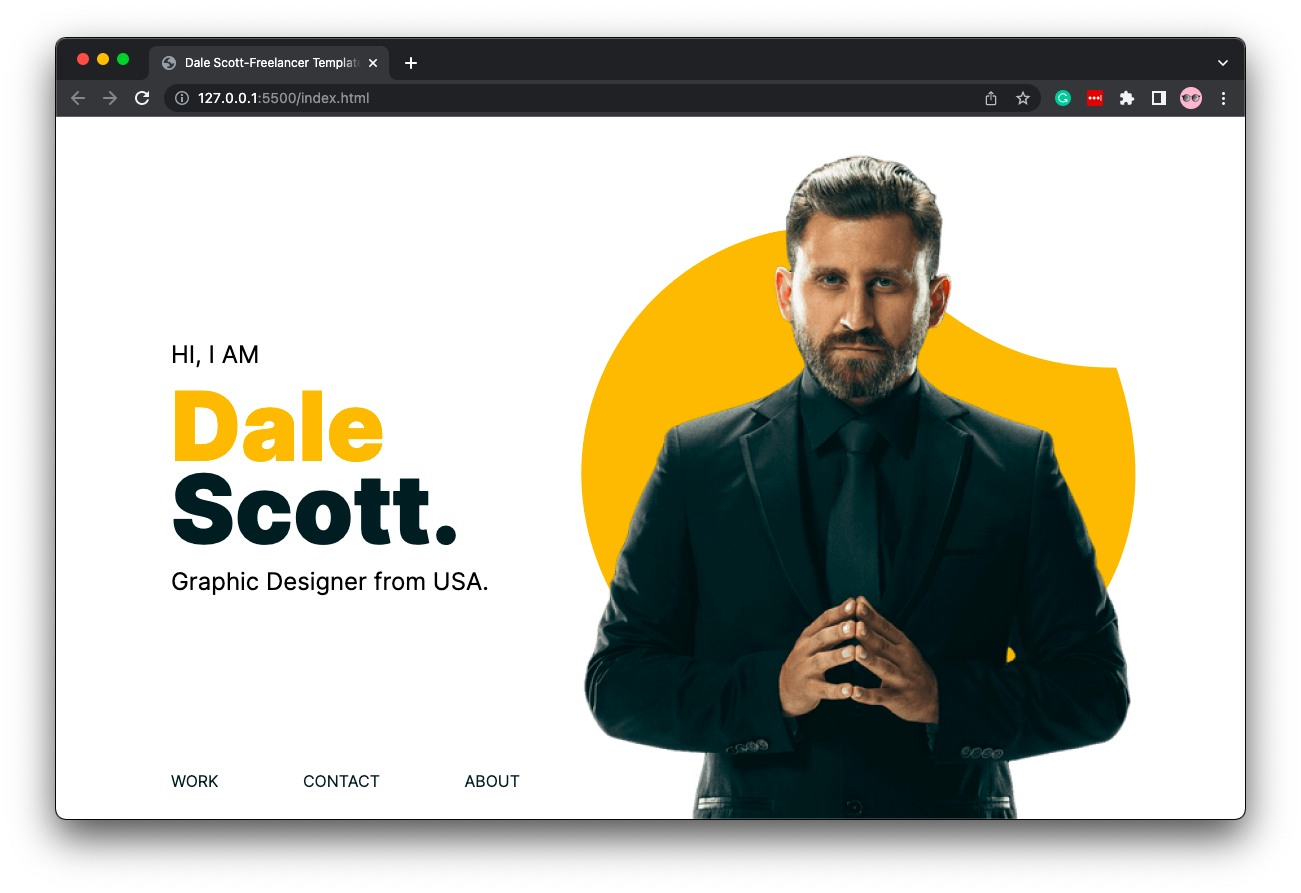 Dale Scott-Freelancer Templat
127.0.0.1:5500/index.html
HI, I AM
Dale
Scott.
Graphic Designer from USA.
WORK
CONTACT
ABOUT